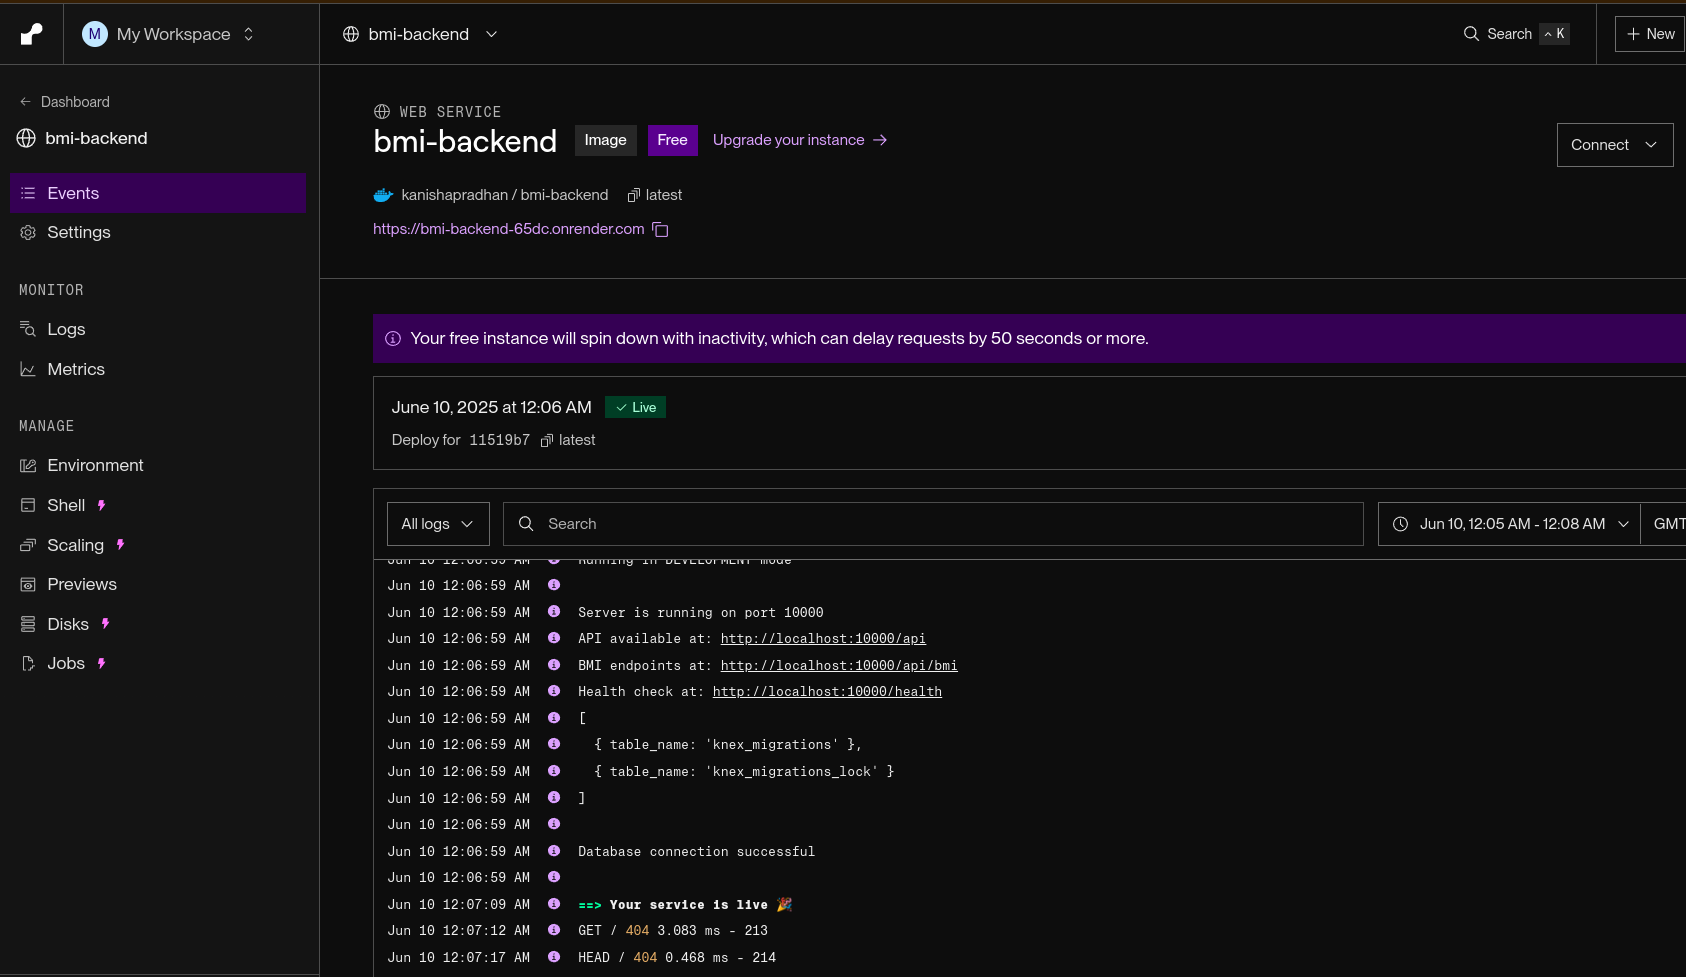 M My Workspace
bmi-backend
Search ^ K
+ New
← Dashboard
bmi-backend
Events
Settings
MONITOR
Logs
Metrics
MANAGE
Environment
Shell
Scaling
Previews
Disks
Jobs
WEB SERVICE
bmi-backend Image Free Upgrade your instance →
Connect
kanishapradhan / bmi-backend latest
https://bmi-backend-65dc.onrender.com
Your free instance will spin down with inactivity, which can delay requests by 50 seconds or more.
June 10, 2025 at 12:06 AM ✓ Live
Deploy for 11519b7 latest
All logs Search Jun 10, 12:05 AM - 12:08 AM GMT
Jun 10 12:06:59 AM Running in DEVELOPMENT mode
Jun 10 12:06:59 AM
Jun 10 12:06:59 AM Server is running on port 10000
Jun 10 12:06:59 AM API available at: http://localhost:10000/api
Jun 10 12:06:59 AM BMI endpoints at: http://localhost:10000/api/bmi
Jun 10 12:06:59 AM Health check at: http://localhost:10000/health
Jun 10 12:06:59 AM [
Jun 10 12:06:59 AM { table_name: 'knex_migrations' },
Jun 10 12:06:59 AM { table_name: 'knex_migrations_lock' }
Jun 10 12:06:59 AM ]
Jun 10 12:06:59 AM
Jun 10 12:06:59 AM Database connection successful
Jun 10 12:06:59 AM
Jun 10 12:07:09 AM ==> Your service is live 🎉
Jun 10 12:07:12 AM GET / 404 3.083 ms - 213
Jun 10 12:07:17 AM HEAD / 404 0.468 ms - 214